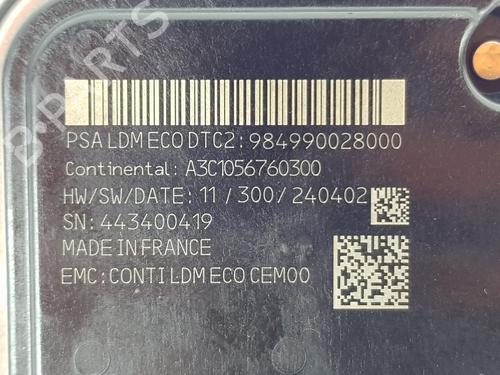 PSA LDM ECO DTC2: 984990028000
Continental: A3C1056760300
HW/SW/DATE: 11 / 300 / 240402
SN: 443400419
MADE IN FRANCE
EMC: CONTI LDM ECO CEM00
B-PARTS